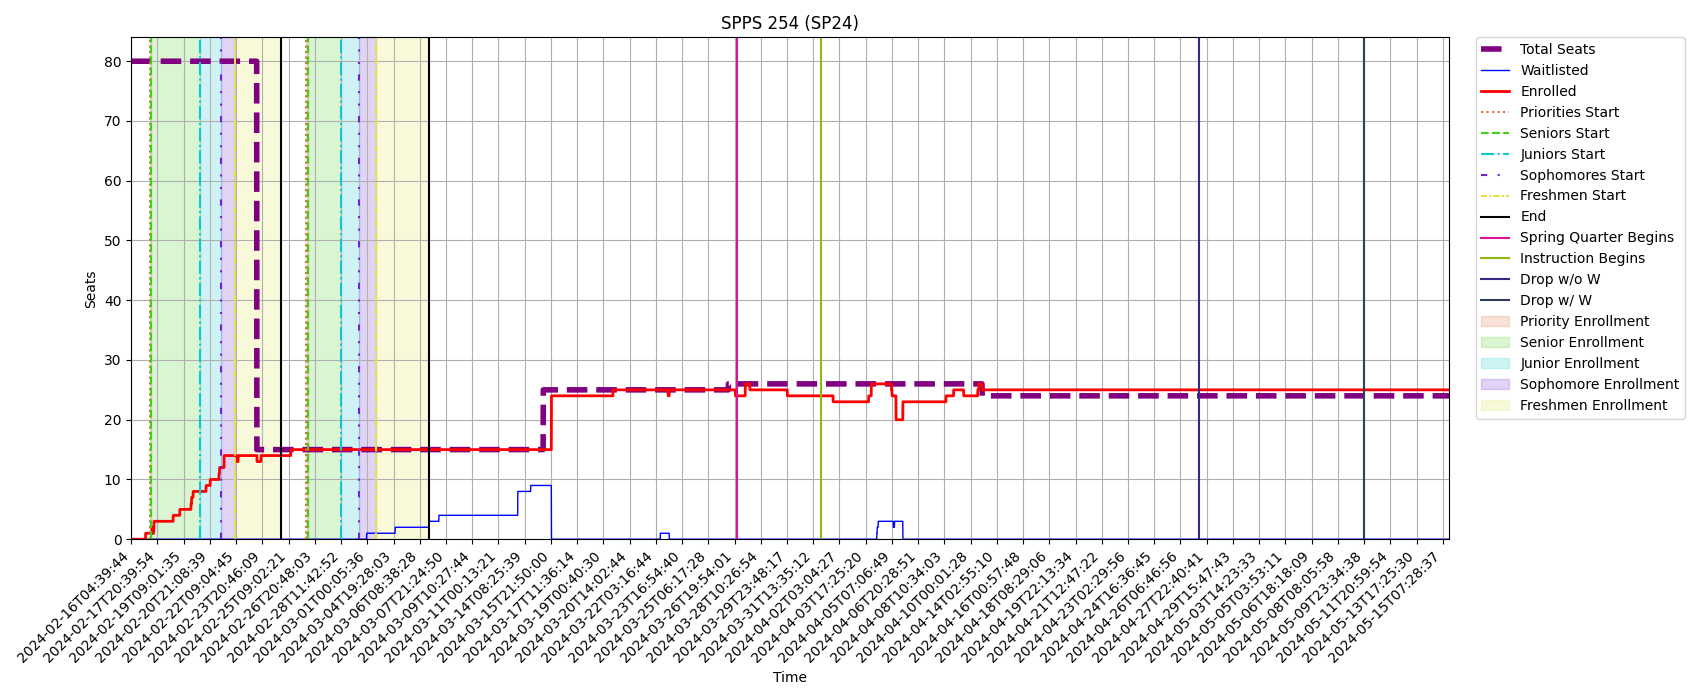 SPPS 254 (SP24)
80
70
60
50
40
30
20
10
0
Seats
2024-02-16T04:39:44
2024-02-17T20:39:54
2024-02-19T09:01:35
2024-02-20T21:08:39
2024-02-22T09:04:45
2024-02-23T20:46:09
2024-02-25T09:02:21
2024-02-26T20:48:03
2024-02-28T11:42:52
2024-03-01T00:05:36
2024-03-04T19:28:03
2024-03-06T08:38:28
2024-03-07T21:24:50
2024-03-11T00:27:44
2024-03-13T00:13:21
2024-03-14T08:25:39
2024-03-15T21:50:00
2024-03-17T11:36:14
2024-03-19T00:40:30
2024-03-20T14:02:44
2024-03-22T03:16:44
2024-03-23T16:54:40
2024-03-25T06:17:28
2024-03-26T19:54:01
2024-03-28T10:26:54
2024-03-29T23:48:17
2024-03-31T13:35:12
2024-04-02T03:04:27
2024-04-03T17:25:20
2024-04-05T07:06:49
2024-04-06T20:28:51
2024-04-08T10:34:03
2024-04-10T00:01:28
2024-04-14T02:55:10
2024-04-16T00:57:48
2024-04-18T08:29:06
2024-04-19T22:13:34
2024-04-21T12:47:22
2024-04-23T02:29:56
2024-04-24T16:36:45
2024-04-26T06:46:56
2024-04-27T22:40:41
2024-04-29T15:47:43
2024-05-03T14:23:33
2024-05-05T03:53:11
2024-05-06T18:18:09
2024-05-08T08:05:58
2024-05-09T23:34:38
2024-05-11T20:59:54
2024-05-13T17:25:30
2024-05-15T07:28:37
Time
Total Seats
Waitlisted
Enrolled
Priorities Start
Seniors Start
Juniors Start
Sophomores Start
Freshmen Start
End
Spring Quarter Begins
Instruction Begins
Drop w/o W
Drop w/ W
Priority Enrollment
Senior Enrollment
Junior Enrollment
Sophomore Enrollment
Freshmen Enrollment